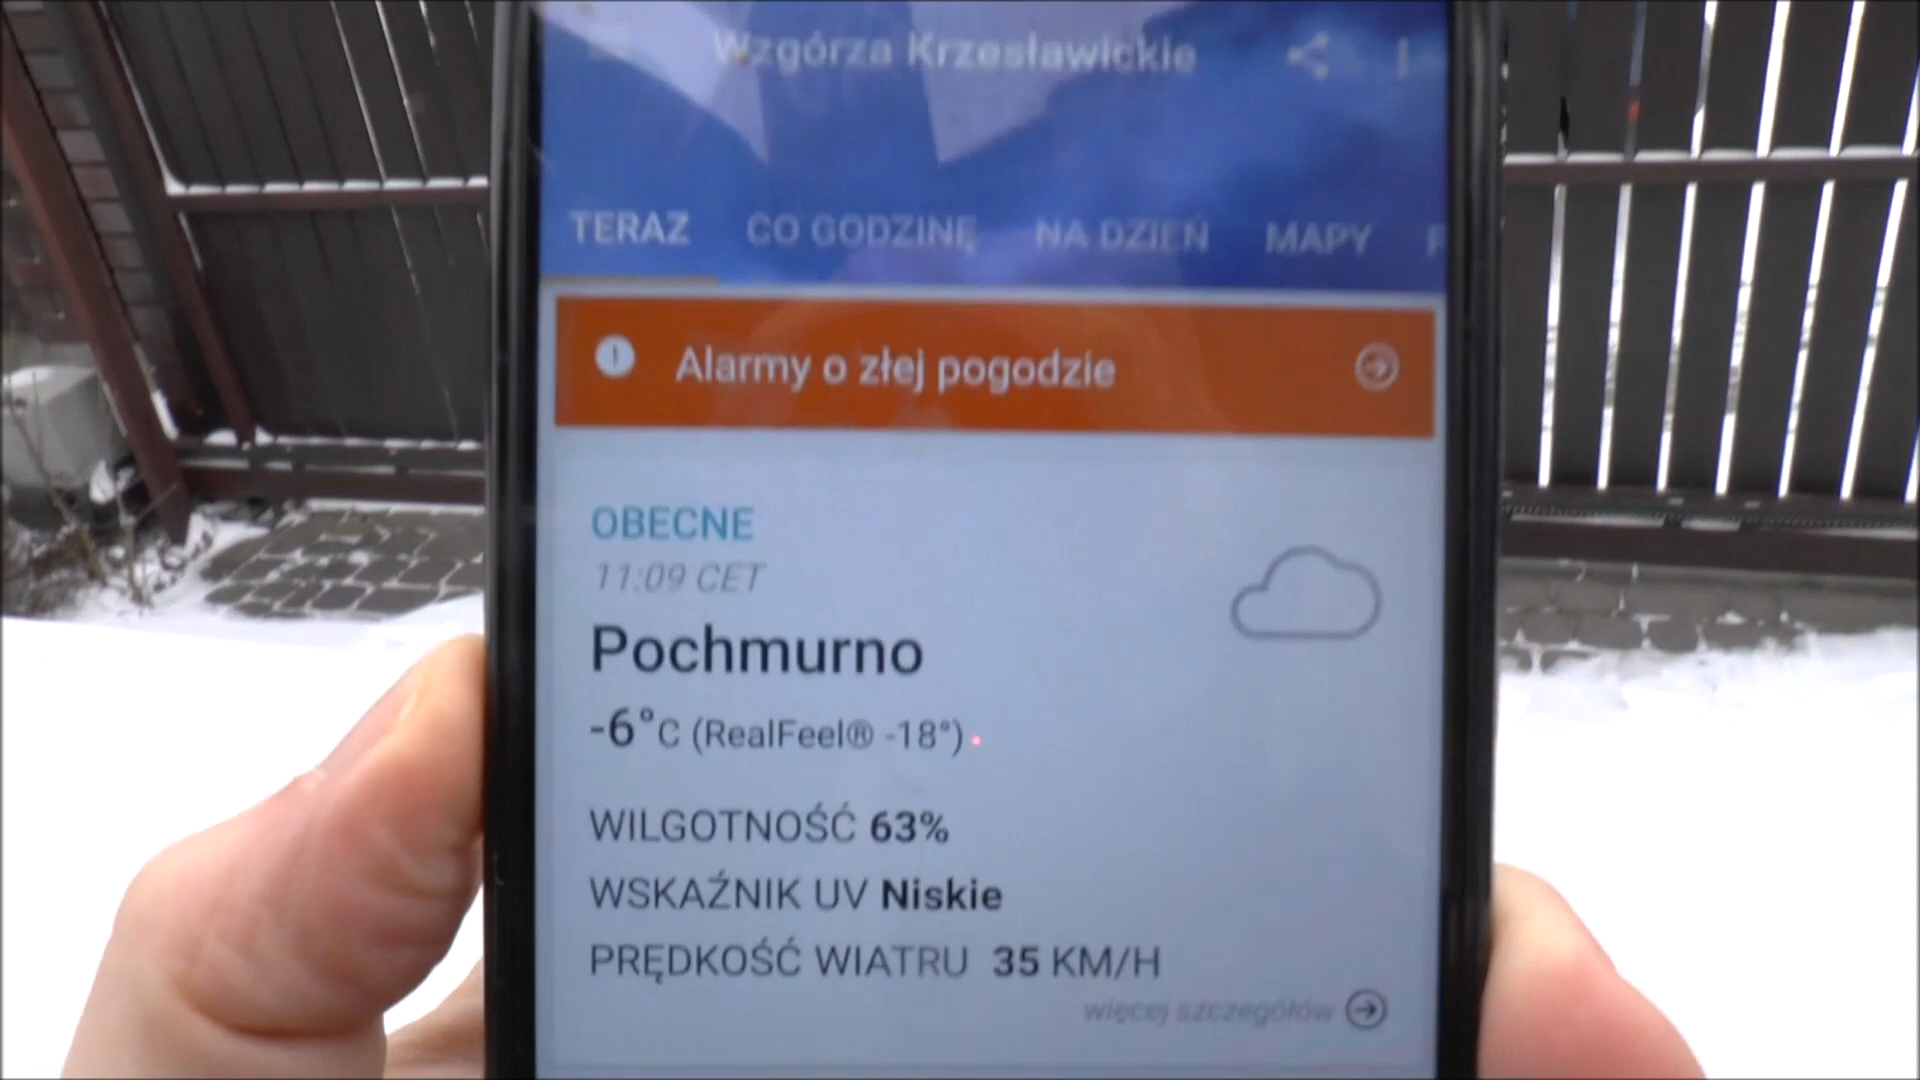 Wzgórza Krzesławickie
TERAZ CO GODZINĘ NA DZIEŃ MAPY
Alarmy o złej pogodzie
OBECNE
11:09 CET
Pochmurno
-6°C (RealFeel® -18°)
WILGOTNOŚĆ 63%
WSKAŹNIK UV Niskie
PRĘDKOŚĆ WIATRU 35 KM/H
więcej szczegółów